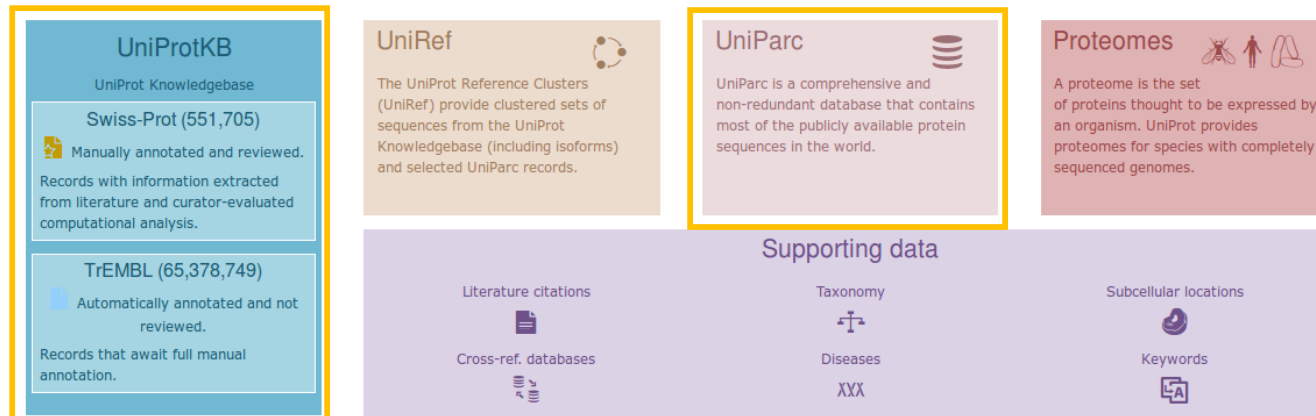 UniProtKB
UniProt Knowledgebase
Swiss-Prot (551,705)
Manually annotated and reviewed.
Records with information extracted
from literature and curator-evaluated
computational analysis.
TrEMBL (65,378,749)
Automatically annotated and not
reviewed.
Records that await full manual
annotation.
UniRef
The UniProt Reference Clusters
(UniRef) provide clustered sets of
sequences from the UniProt
Knowledgebase (including isoforms)
and selected UniParc records.
UniParc
UniParc is a comprehensive and
non-redundant database that contains
most of the publicly available protein
sequences in the world.
Proteomes
A proteome is the set
of proteins thought to be expressed by
an organism. UniProt provides
proteomes for species with completely
sequenced genomes.
Supporting data
Literature citations
Taxonomy
Subcellular locations
Cross-ref. databases
Diseases
Keywords